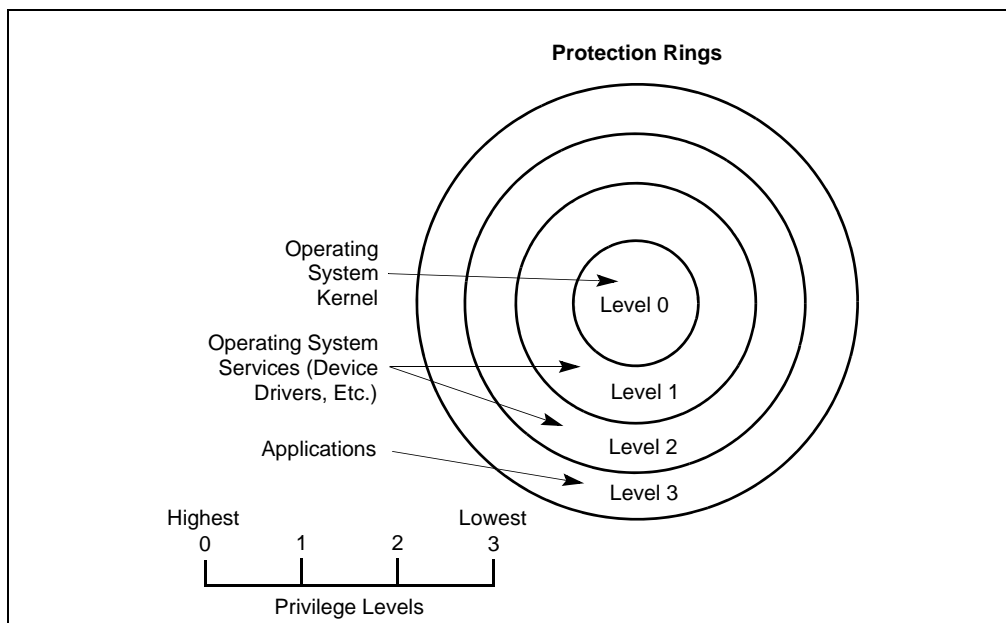 Protection Rings
Operating
System
Kernel
Level 0
Operating System
Services (Device
Drivers, Etc.)
Level 1
Applications
Level 2
Level 3
Highest
Lowest
0
1
2
3
Privilege Levels